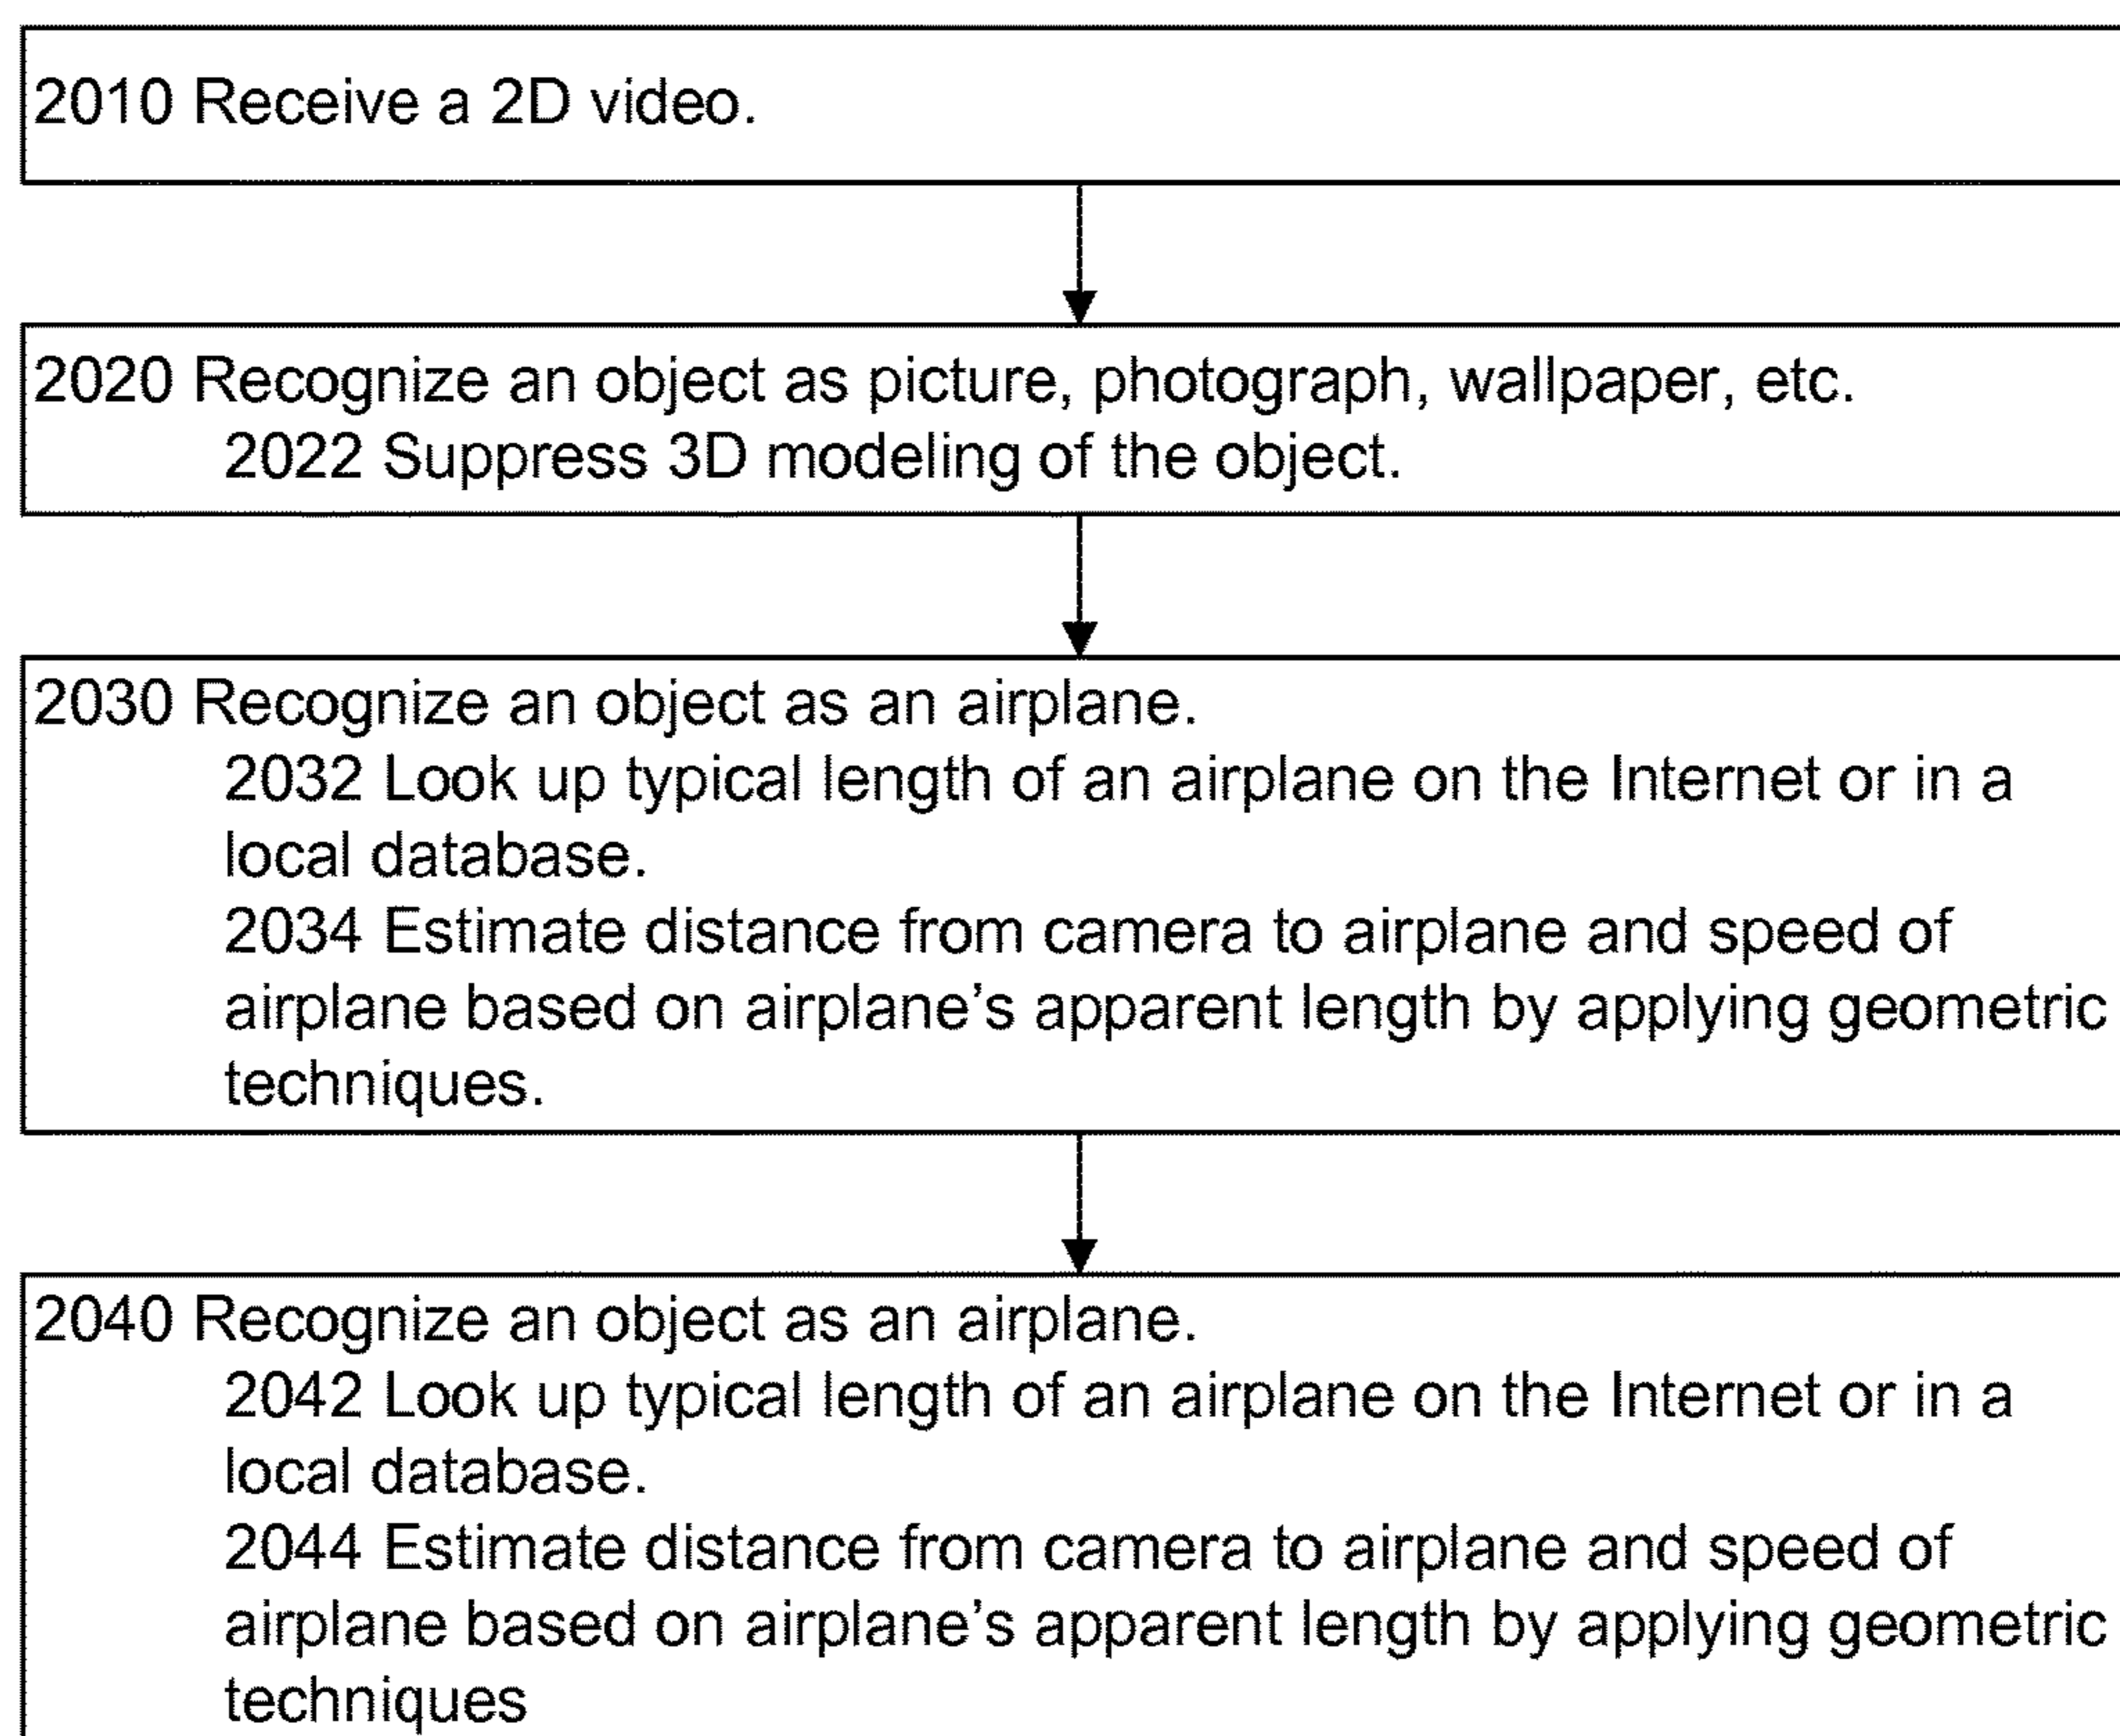 2010 Receive a 2D video.
2020 Recognize an object as picture, photograph, wallpaper, etc.
2022 Suppress 3D modeling of the object.
2030 Recognize an object as an airplane.
2032 Look up typical length of an airplane on the Internet or in a
local database.
2034 Estimate distance from camera to airplane and speed of
airplane based on airplane’s apparent length by applying geometric
techniques.
2040 Recognize an object as an airplane.
2042 Look up typical length of an airplane on the Internet or in a
local database.
2044 Estimate distance from camera to airplane and speed of
airplane based on airplane’s apparent length by applying geometric
techniques